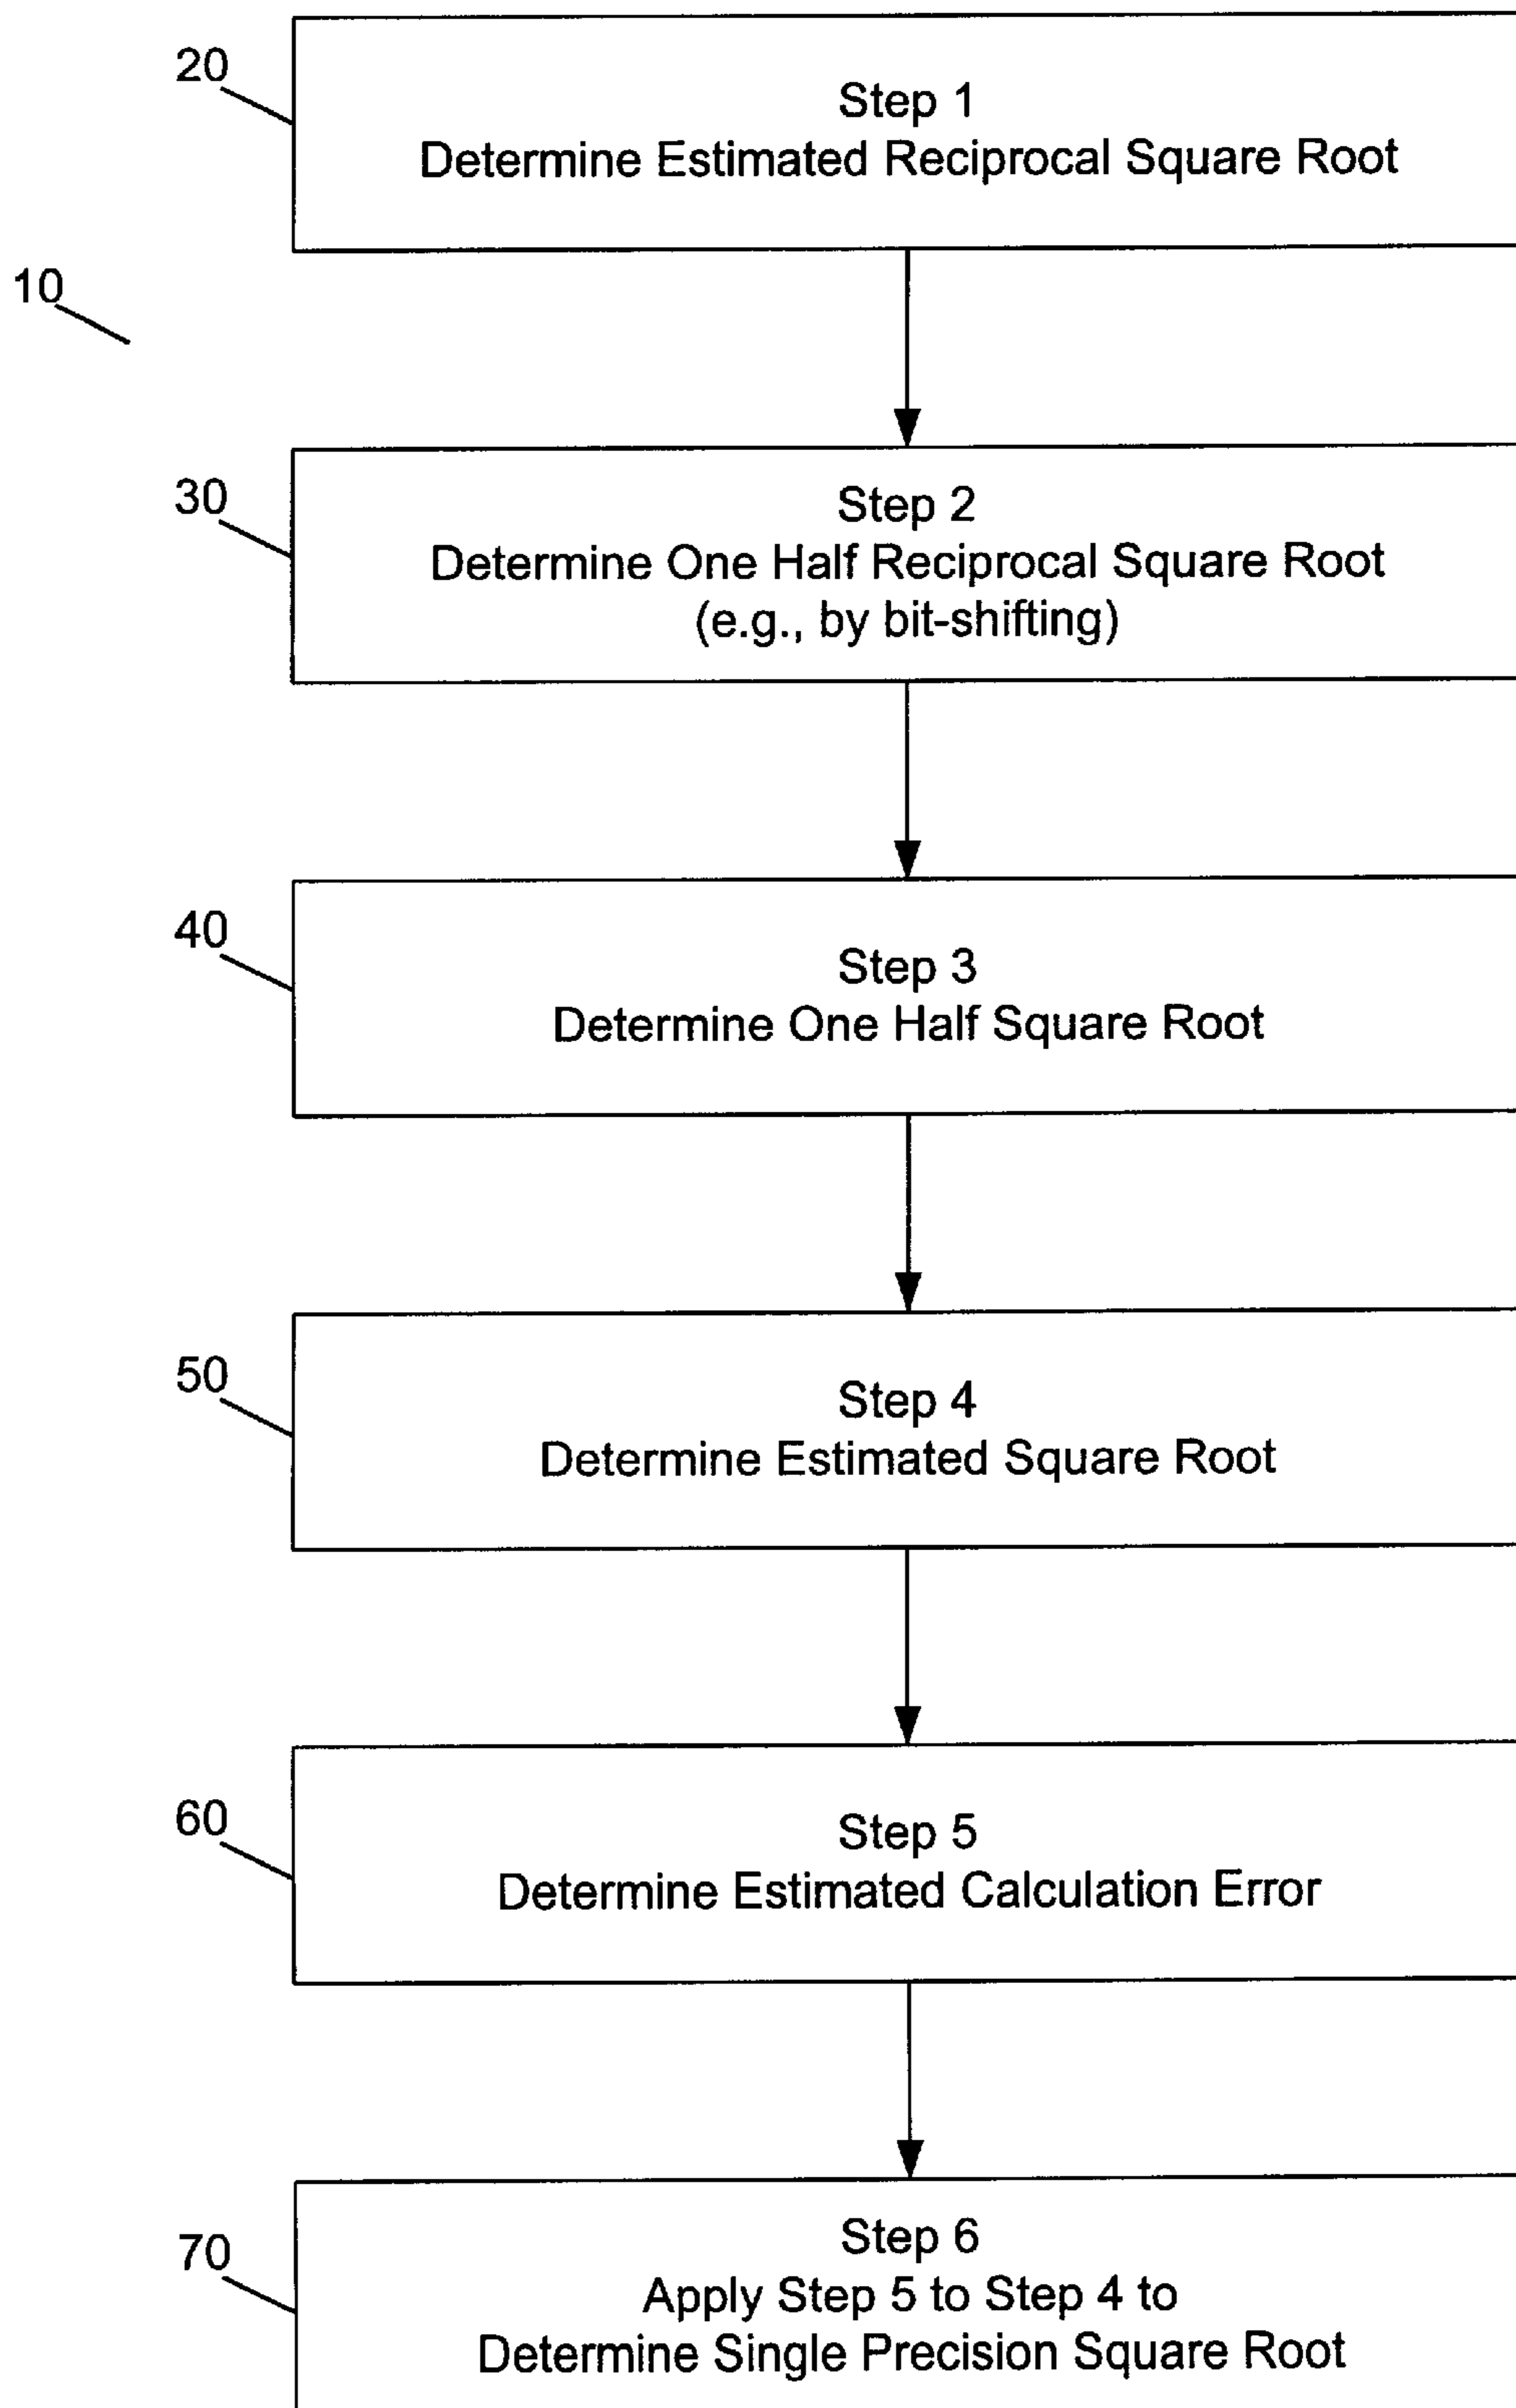 20
Step 1
Determine Estimated Reciprocal Square Root
10
30
Step 2
Determine One Half Reciprocal Square Root
(e.g., by bit-shifting)
40
Step 3
Determine One Half Square Root
50
Step 4
Determine Estimated Square Root
60
Step 5
Determine Estimated Calculation Error
70
Step 6
Apply Step 5 to Step 4 to
Determine Single Precision Square Root